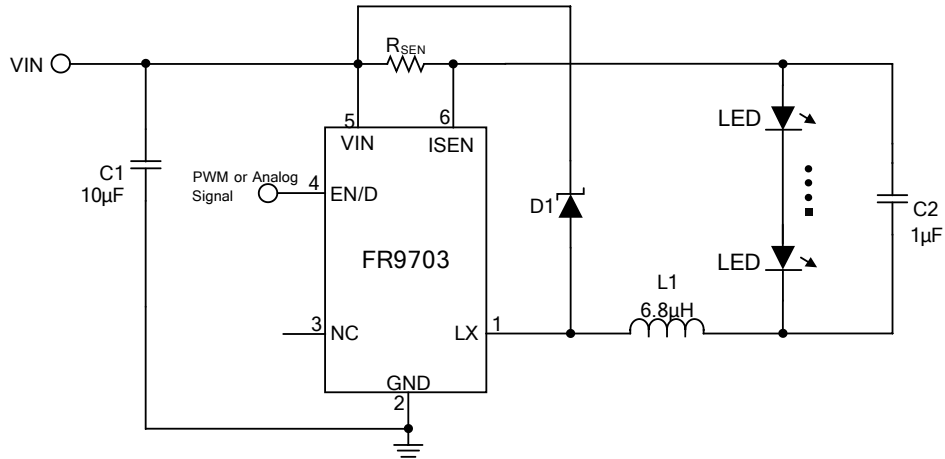 VIN
RSEN
5
6
VIN
ISEN
LED
C1
10µF
PWM or Analog
Signal
4
EN/D
D1
C2
1µF
FR9703
LED
L1
6.8µH
3
NC
LX
1
GND
2